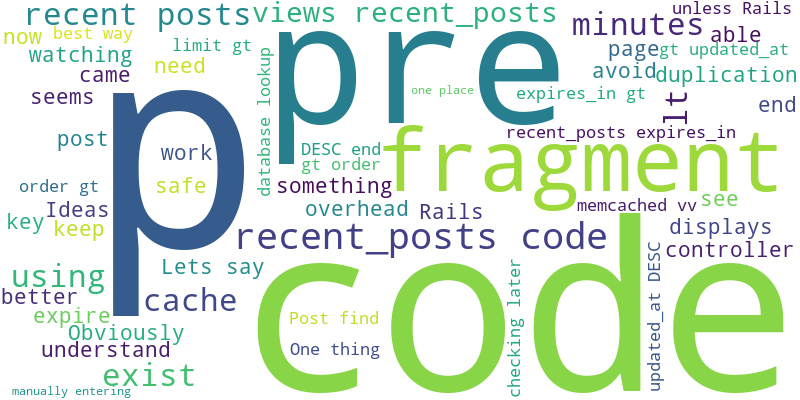 recent posts
views recent_posts
unless Rails
minutes
able
now
best way
limit gt
pre
page
gt updated_at
watching
need
database lookup
avoid
duplication
came
one place
expires_in gt
seems
lt
end
p
post
work
DESC end
recent_posts expires_in
gt order
fragment
order gt
safe
something
memcached vv
see
Ideas
overhead
Rails
key
keep
recent_posts code
displays
controller
using
Lets say
checking later
updated_at DESC
better
cache
code
expire
Obviously
Post find
understand
One thing
exist
manually entering